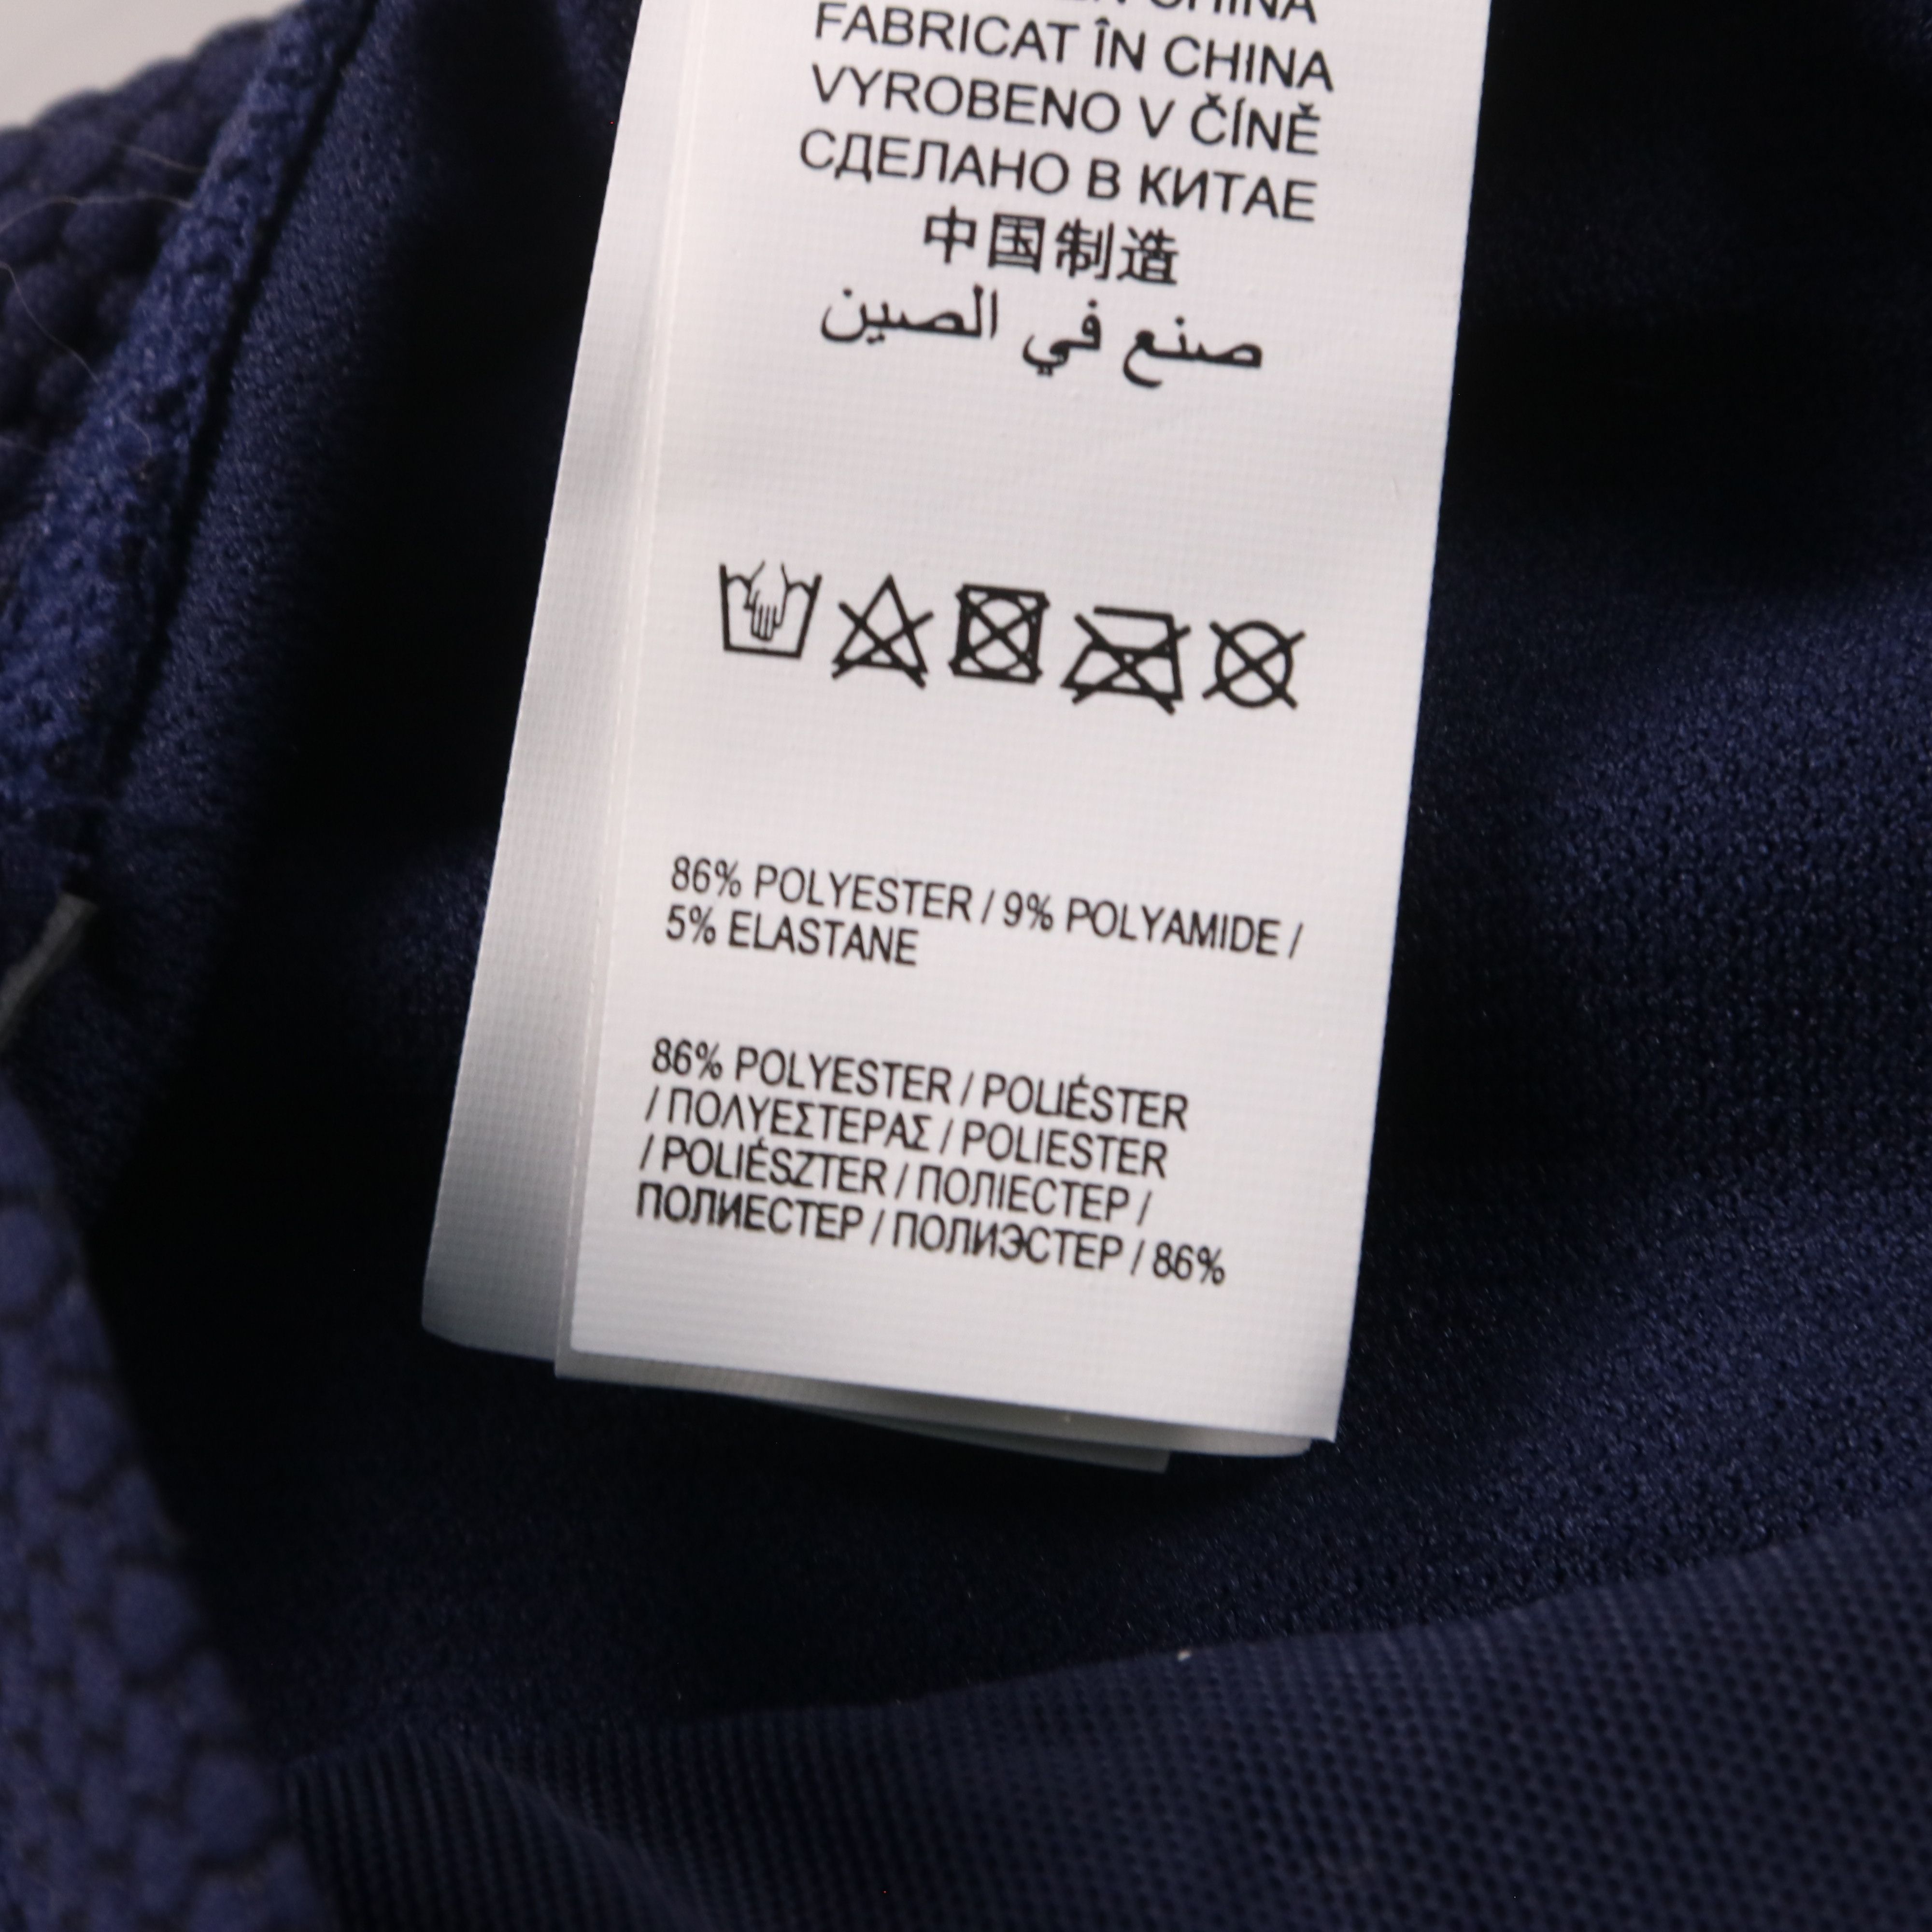 CHINA
FABRICAT ÎN CHINA
VYROBENO V ČÍNĚ
СДЕЛАНО В КИТАЕ
中国制造
صنع في الصين
86% POLYESTER / 9% POLYAMIDE /
5% ELASTANE
86% POLYESTER / POLIÉSTER
/ ΠΟΛΥΕΣΤΕΡΑΣ / POLIESTER
/ POLIÉSZTER / ПОЛІЕСТЕР /
ПОЛИЕСТЕР / ПОЛИЭСТЕР / 86%